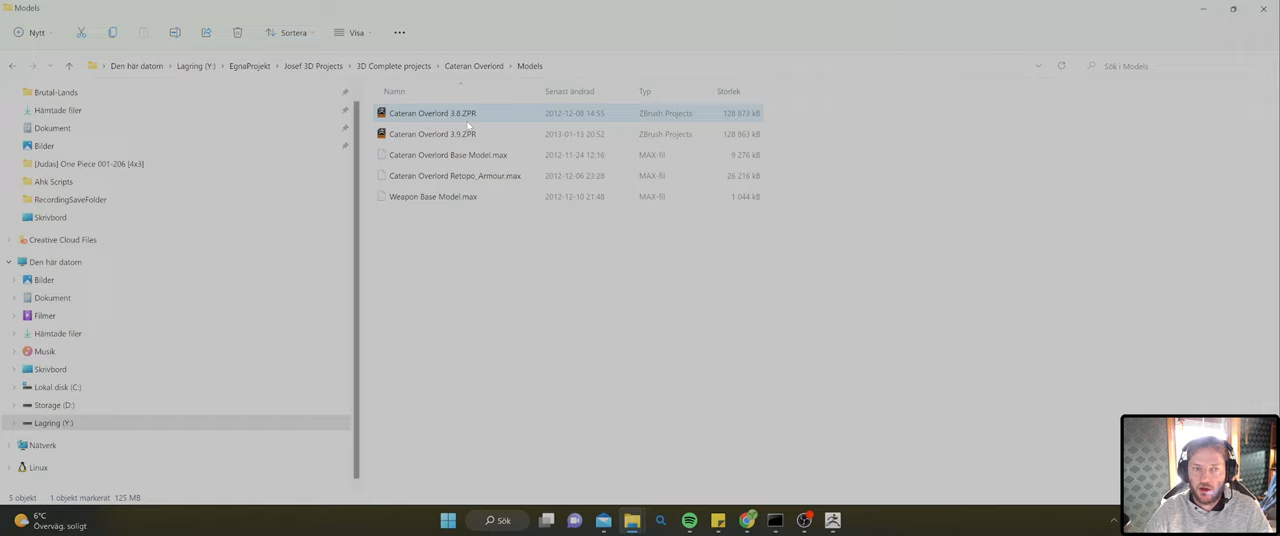 Models
Nytt
Sortera
Visa
Den här datorn > Lagring (Y:) > EgnaProjekt > Josef 3D Projects > 3D Complete projects > Cateran Overlord > Models
Sök i Models
Brutal-Lands
Hämtade filer
Dokument
Bilder
[Judas] One Piece 001-206 [4x3]
Ahk Scripts
RecordingSaveFolder
Skrivbord
Creative Cloud Files
Den här datorn
Bilder
Dokument
Filmer
Hämtade filer
Musik
Skrivbord
Lokal disk (C:)
Storage (D:)
Lagring (Y:)
Nätverk
Linux
Namn Senast ändrad Typ Storlek
Cateran Overlord 3.8.ZPR 2012-12-08 14:55 ZBrush Projects 128 873 kB
Cateran Overlord 3.9.ZPR 2013-01-13 20:52 ZBrush Projects 128 863 kB
Cateran Overlord Base Model.max 2012-11-24 12:16 MAX-fil 9 276 kB
Cateran Overlord Retopo_Armour.max 2012-12-06 23:28 MAX-fil 26 216 kB
Weapon Base Model.max 2012-12-10 21:48 MAX-fil 1 044 kB
5 objekt 1 objekt markerat 125 MB
6°C
Överväg. soligt
Sök